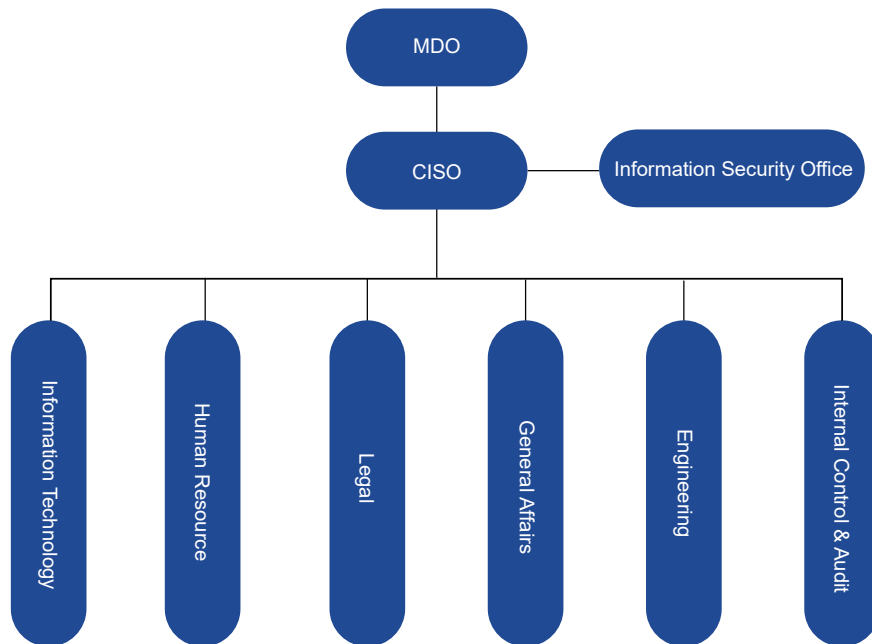 MDO
CISO
Information Security Office
Information Technology
Human Resource
Legal
General Affairs
Engineering
Internal Control & Audit